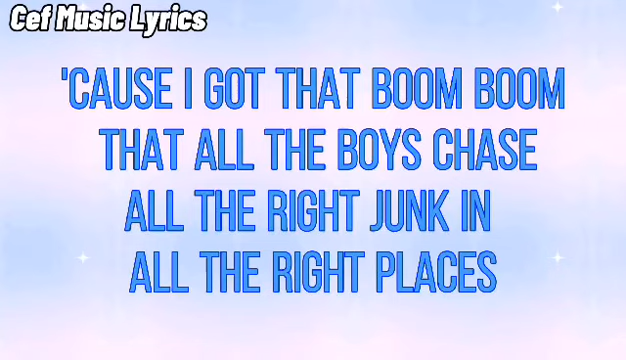 Cef Music Lyrics
'CAUSE I GOT THAT BOOM BOOM
THAT ALL THE BOYS CHASE
ALL THE RIGHT JUNK IN
ALL THE RIGHT PLACES